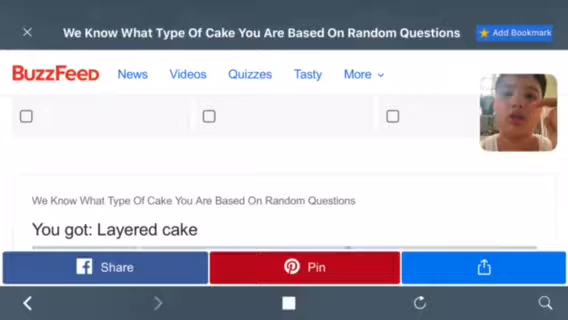 We Know What Type Of Cake You Are Based On Random Questions
Add Bookmark
BuzzFeed News Videos Quizzes Tasty More
We Know What Type Of Cake You Are Based On Random Questions
You got: Layered cake
Share Pin